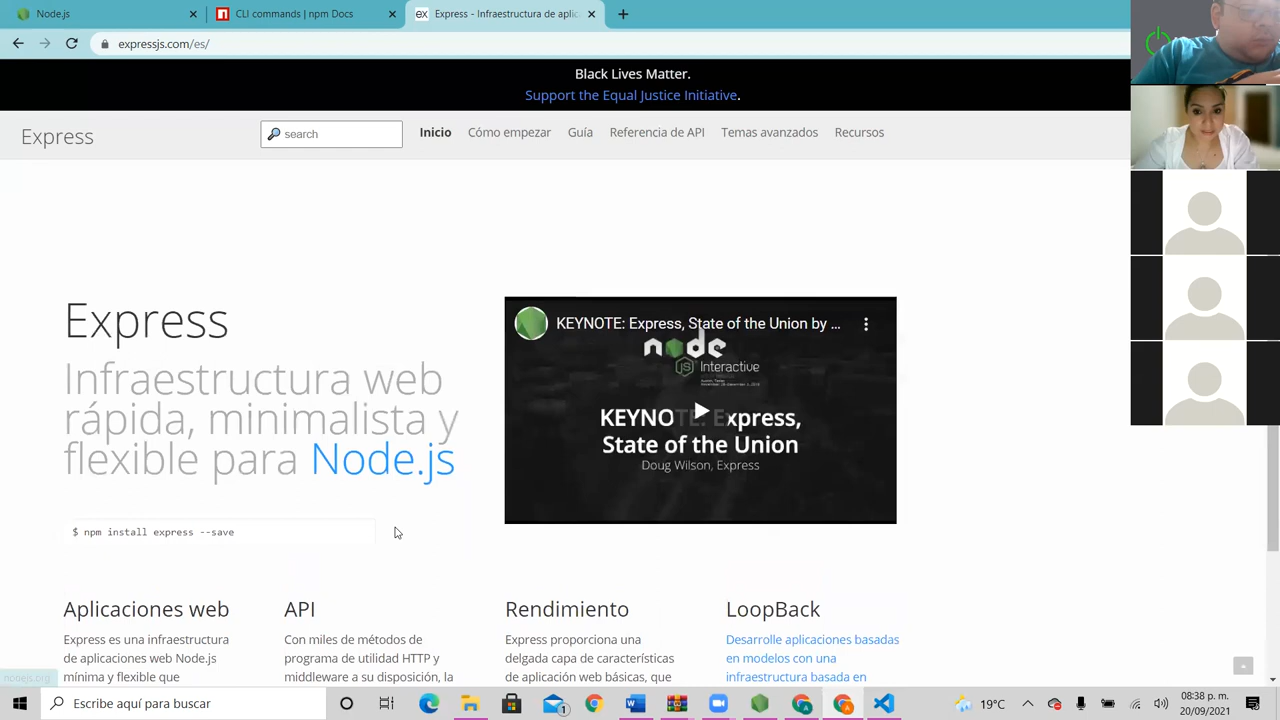 Node.js
CLI commands | npm Docs
Express - Infraestructura de aplic
expressjs.com/es/
Black Lives Matter.
Support the Equal Justice Initiative.
Express
search
Inicio
Cómo empezar
Guía
Referencia de API
Temas avanzados
Recursos
Express
Infraestructura web
rápida, minimalista y
flexible para Node.js
$ npm install express --save
KEYNOTE: Express, State of the Union by ...
node
JS Interactive
KEYNOTE: Express,
State of the Union
Doug Wilson, Express
Aplicaciones web
Express es una infraestructura
de aplicaciones web Node.js
mínima y flexible que
API
Con miles de métodos de
programa de utilidad HTTP y
middleware a su disposición, la
Rendimiento
Express proporciona una
delgada capa de características
de aplicación web básicas, que
LoopBack
Desarrolle aplicaciones basadas
en modelos con una
infraestructura basada en
nodejs.org
Escribe aquí para buscar
1
19°C
08:38 p. m.
20/09/2021